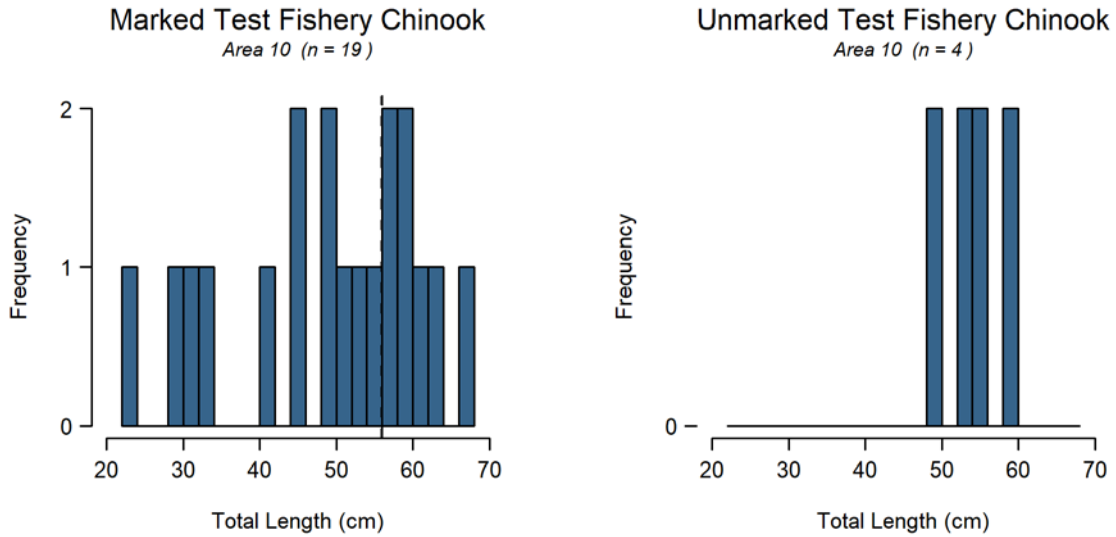 Marked Test Fishery Chinook
Area 10 (n = 19 )
Frequency
2
1
0
20 30 40 50 60 70
Total Length (cm)
Unmarked Test Fishery Chinook
Area 10 (n = 4 )
Frequency
0
20 30 40 50 60 70
Total Length (cm)